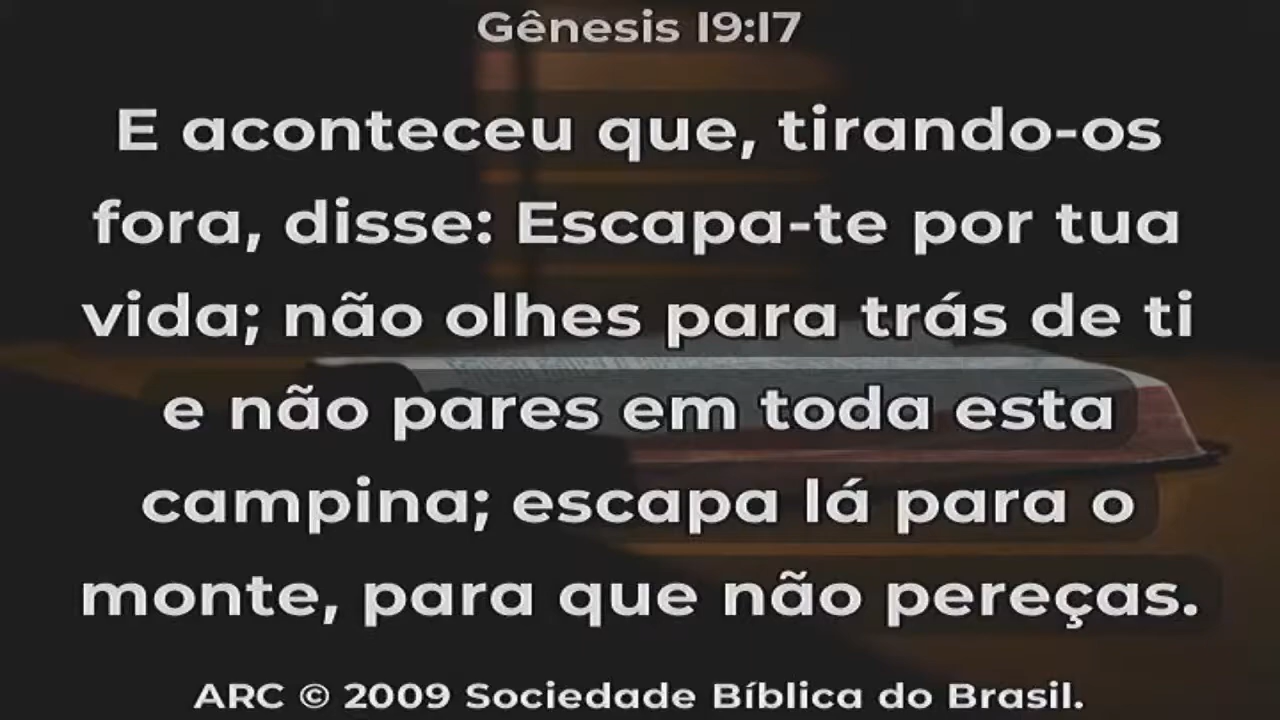 Gênesis 19:17
E aconteceu que, tirando-os
fora, disse: Escapa-te por tua
vida; não olhes para trás de ti
e não pares em toda esta
campina; escapa lá para o
monte, para que não pereças.
ARC © 2009 Sociedade Bíblica do Brasil.